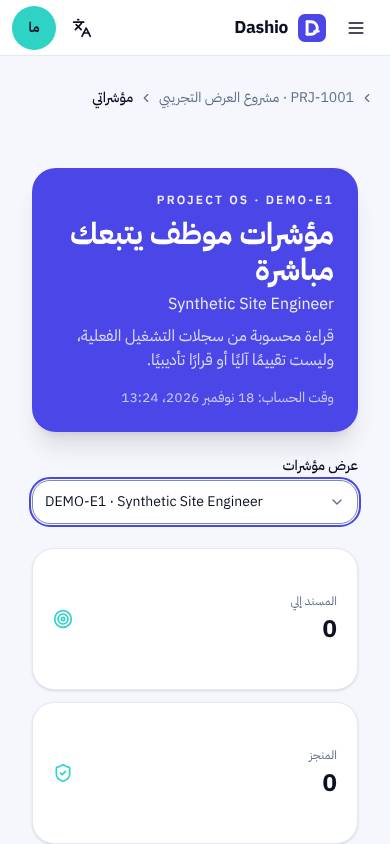 Dashio
ما
PRJ-1001 · مشروع العرض التجريبي
مؤشراتي
PROJECT OS · DEMO-E1
مؤشرات موظف يتبعك
مباشرة
Synthetic Site Engineer
قراءة محسوبة من سجلات التشغيل الفعلية،
وليست تقييمًا آليًا أو قرارًا تأديبيًا.
وقت الحساب: 18 نوفمبر 2026، 13:24
عرض مؤشرات
DEMO-E1 · Synthetic Site Engineer
المسند إلي
0
المنجز
0